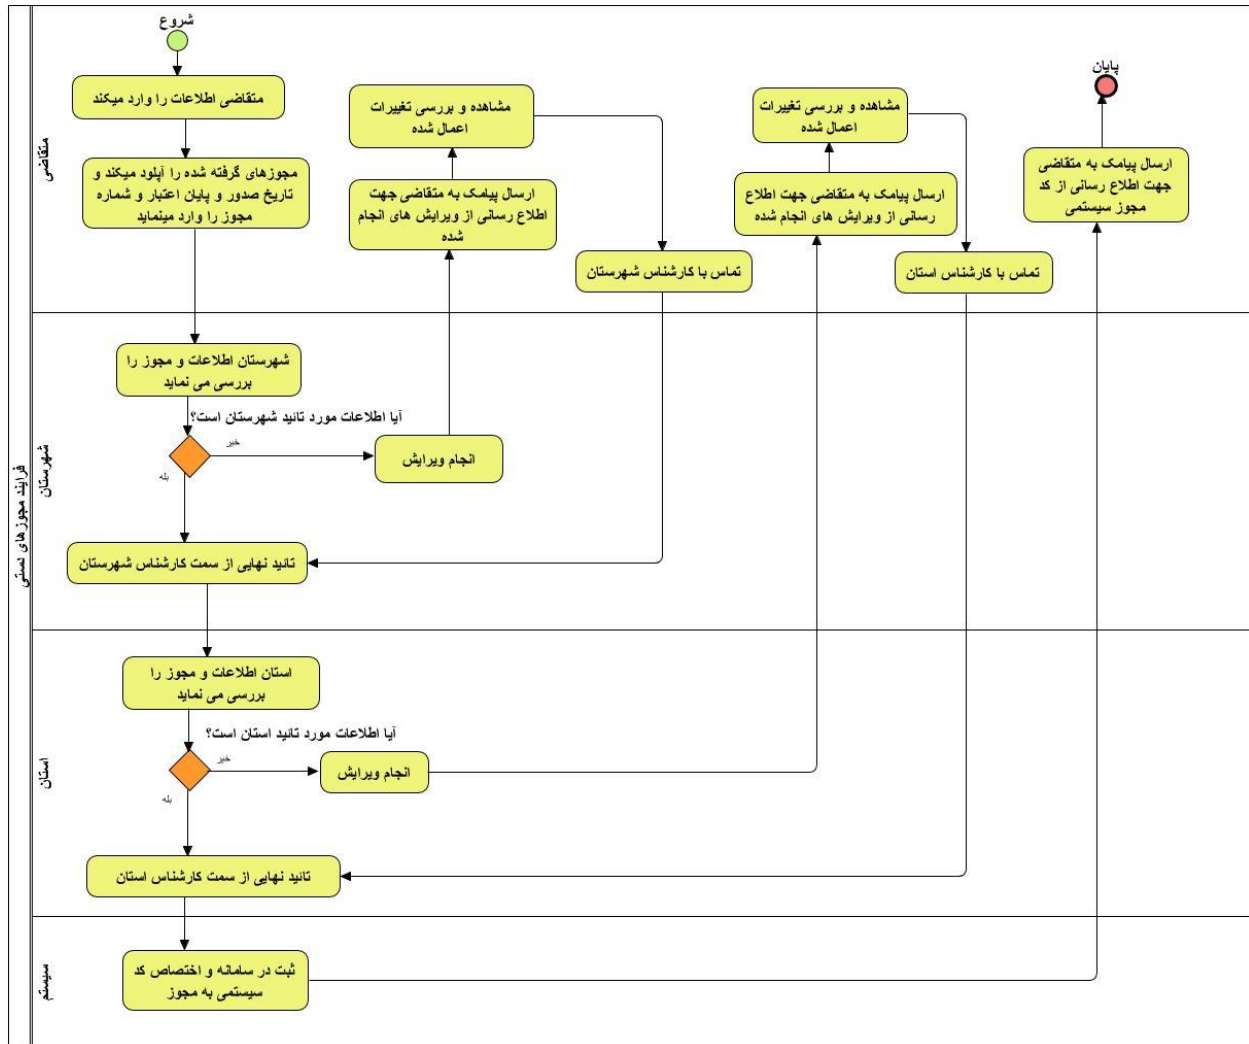 فرایند مجوزهای دستی
متقاضی
شروع
متقاضی اطلاعات را وارد میکند
مجوزهای گرفته شده را آپلود میکند و
تاریخ صدور و پایان اعتبار و شماره
مجوز را وارد مینماید
مشاهده و بررسی تغییرات
اعمال شده
ارسال پیامک به متقاضی جهت
اطلاع رسانی از ویرایش های انجام
شده
تماس با کارشناس شهرستان
مشاهده و بررسی تغییرات
اعمال شده
ارسال پیامک به متقاضی جهت اطلاع
رسانی از ویرایش های انجام شده
تماس با کارشناس استان
پایان
ارسال پیامک به متقاضی
جهت اطلاع رسانی از کد
مجوز سیستمی
شهرستان
شهرستان اطلاعات و مجوز را
بررسی می نماید
آیا اطلاعات مورد تائید شهرستان است؟
خیر
بله
انجام ویرایش
تائید نهایی از سمت کارشناس شهرستان
استان
استان اطلاعات و مجوز را
بررسی می نماید
آیا اطلاعات مورد تائید استان است؟
خیر
بله
انجام ویرایش
تائید نهایی از سمت کارشناس استان
سیستم
ثبت در سامانه و اختصاص کد
سیستمی به مجوز